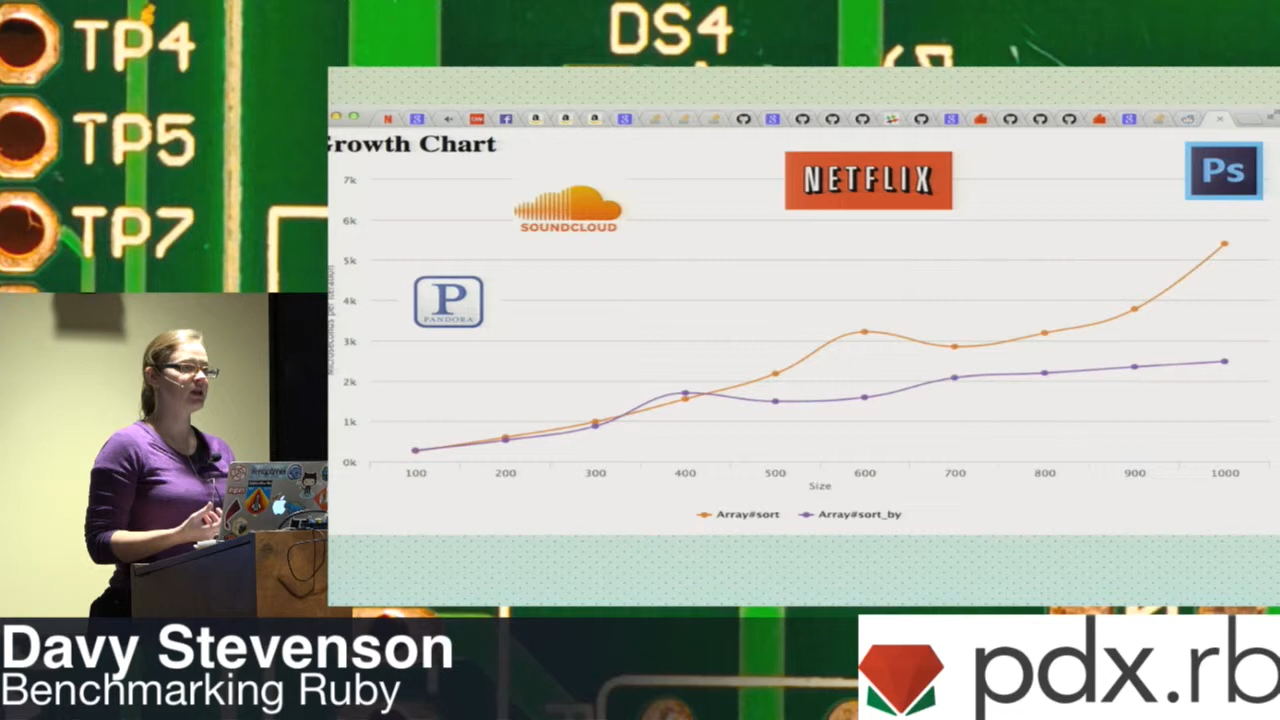 TP4
TP5
TP7
DS4
Growth Chart
7k
6k
5k
4k
3k
2k
1k
0k
SOUNDCLOUD
NETFLIX
Ps
P
PANDORA
100 200 300 400 500 600 700 800 900 1000
Size
Array#sort Array#sort_by
Davy Stevenson
Benchmarking Ruby
pdx.rb